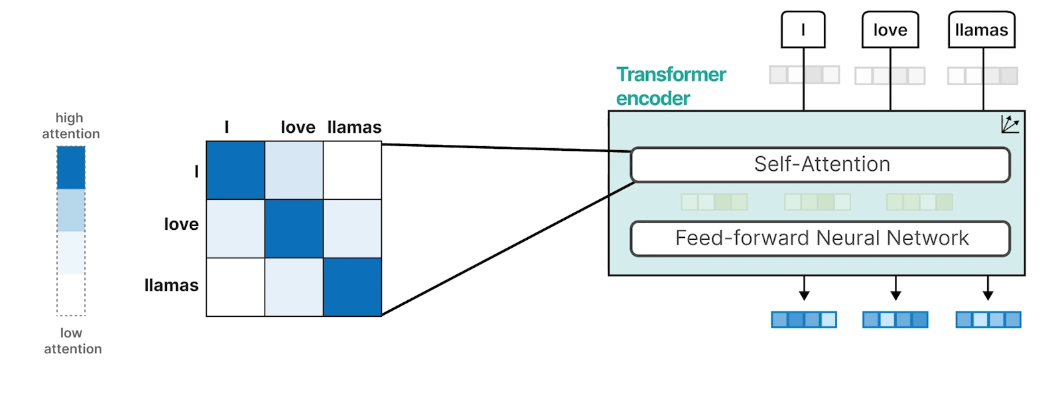 I
love
llamas
Transformer
encoder
high
attention
I
love
llamas
I
love
llamas
Self-Attention
Feed-forward Neural Network
low
attention